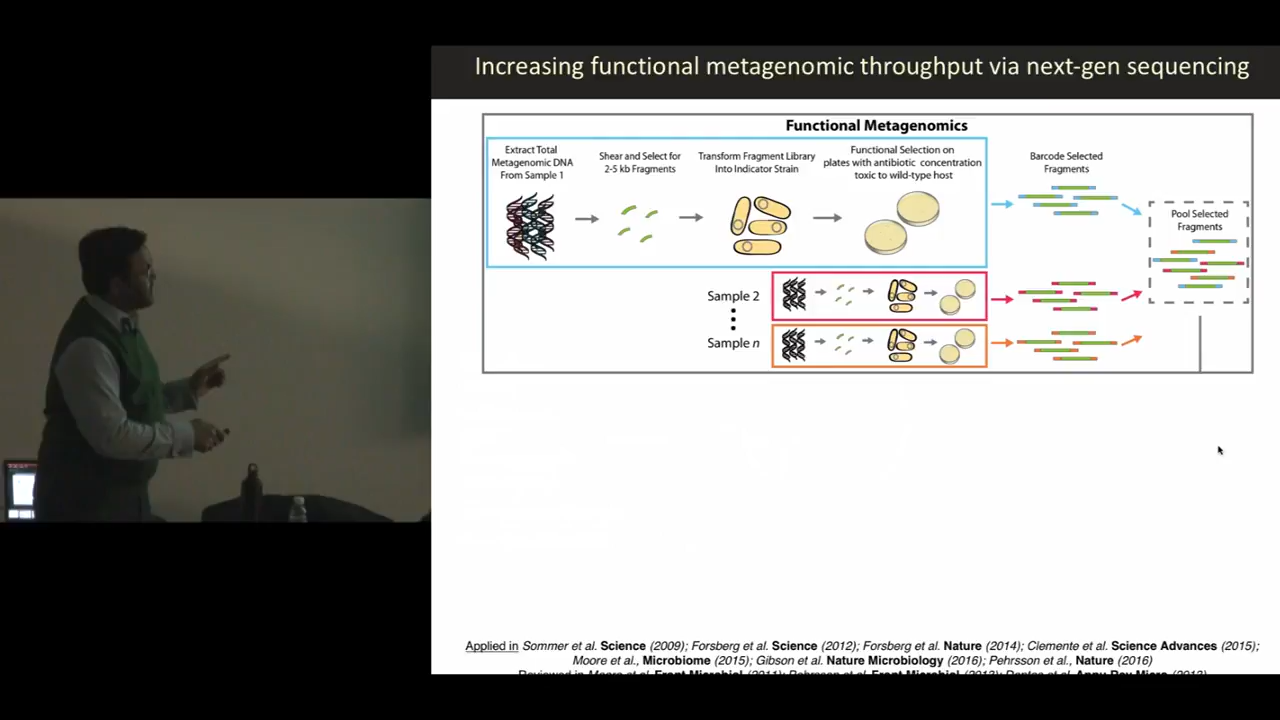 Increasing functional metagenomic throughput via next-gen sequencing
Functional Metagenomics
Extract Total
Metagenomic DNA
From Sample 1
Shear and Select for
2-5 kb Fragments
Transform Fragment Library
Into Indicator Strain
Functional Selection on
plates with antibiotic concentration
toxic to wild-type host
Barcode Selected
Fragments
Pool Selected
Fragments
Sample 2
Sample n
Applied in Sommer et al. Science (2009); Forsberg et al. Science (2012); Forsberg et al. Nature (2014); Clemente et al. Science Advances (2015);
Moore et al., Microbiome (2015); Gibson et al. Nature Microbiology (2016); Pehrsson et al., Nature (2016)